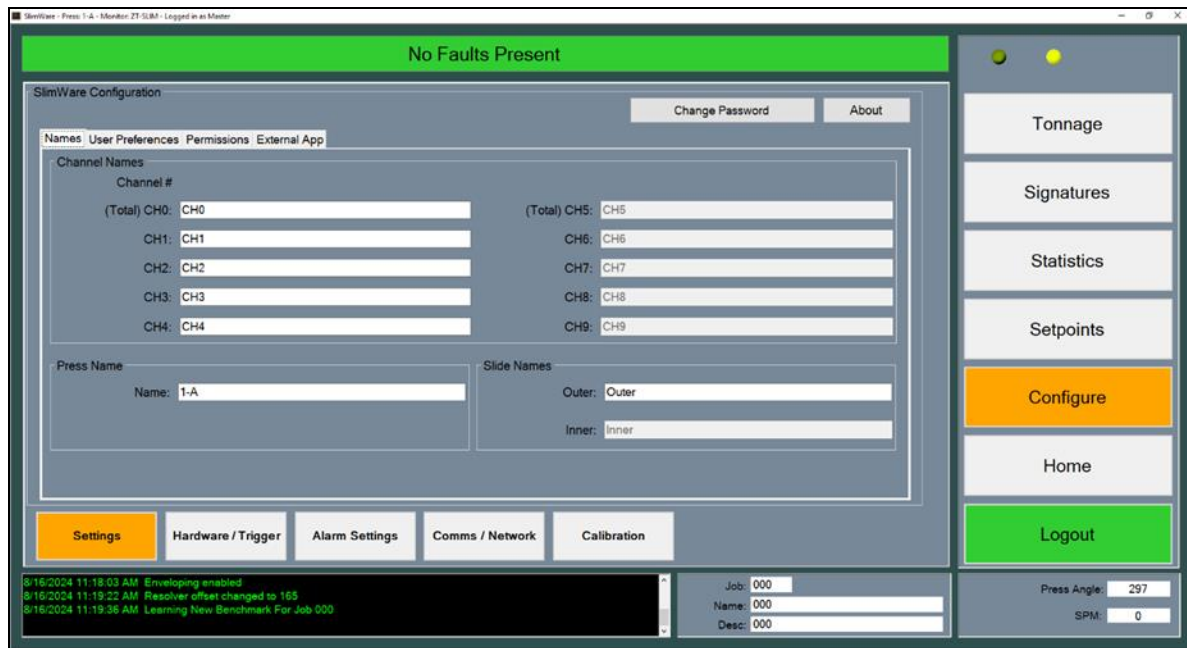 SlimWare - Press: 1-A - Monitor: ZT-SLIM - Logged in as Master
No Faults Present
SlimWare Configuration
Change Password
About
Names User Preferences Permissions External App
Channel Names
Channel #
(Total) CH0: CH0
(Total) CH5: CH5
CH1: CH1
CH6: CH6
CH2: CH2
CH7: CH7
CH3: CH3
CH8: CH8
CH4: CH4
CH9: CH9
Press Name
Name: 1-A
Slide Names
Outer: Outer
Inner: Inner
Settings
Hardware / Trigger
Alarm Settings
Comms / Network
Calibration
Tonnage
Signatures
Statistics
Setpoints
Configure
Home
Logout
8/16/2024 11:18:03 AM Enveloping enabled
8/16/2024 11:19:22 AM Resolver offset changed to 165
8/16/2024 11:19:36 AM Learning New Benchmark For Job 000
Job: 000
Name: 000
Desc: 000
Press Angle: 297
SPM: 0